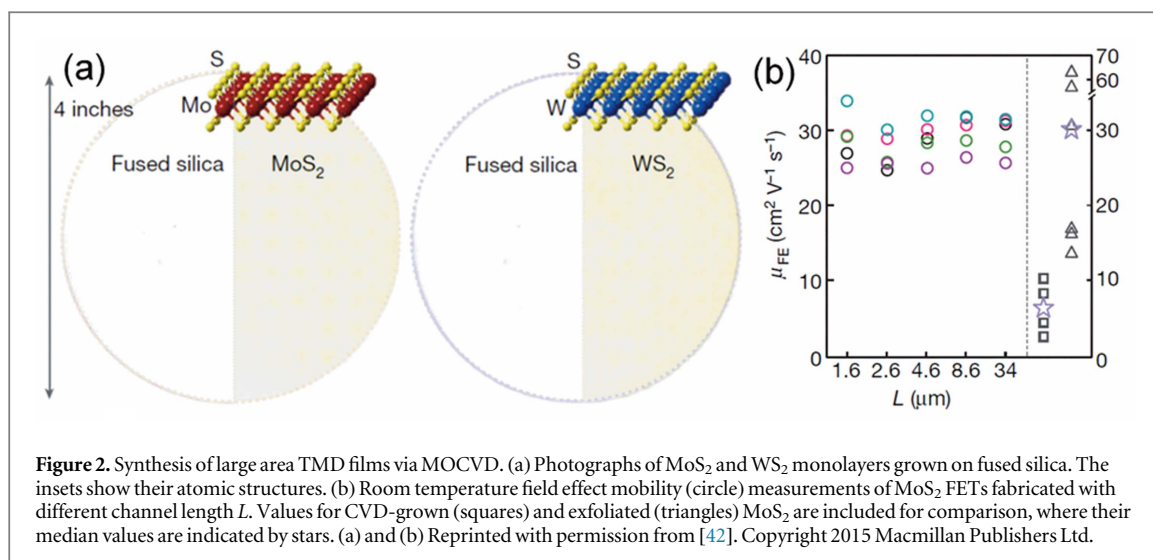 (a)
S
Mo
4 inches
Fused silica
MoS₂
S
W
Fused silica
WS₂
(b)
40
30
20
10
0
μFE (cm² V⁻¹ s⁻¹)
1.6 2.6 4.6 8.6 34
L (μm)
70
60
30
20
10
0
Figure 2. Synthesis of large area TMD films via MOCVD. (a) Photographs of MoS₂ and WS₂ monolayers grown on fused silica. The
insets show their atomic structures. (b) Room temperature field effect mobility (circle) measurements of MoS₂ FETs fabricated with
different channel length L. Values for CVD-grown (squares) and exfoliated (triangles) MoS₂ are included for comparison, where their
median values are indicated by stars. (a) and (b) Reprinted with permission from [42]. Copyright 2015 Macmillan Publishers Ltd.